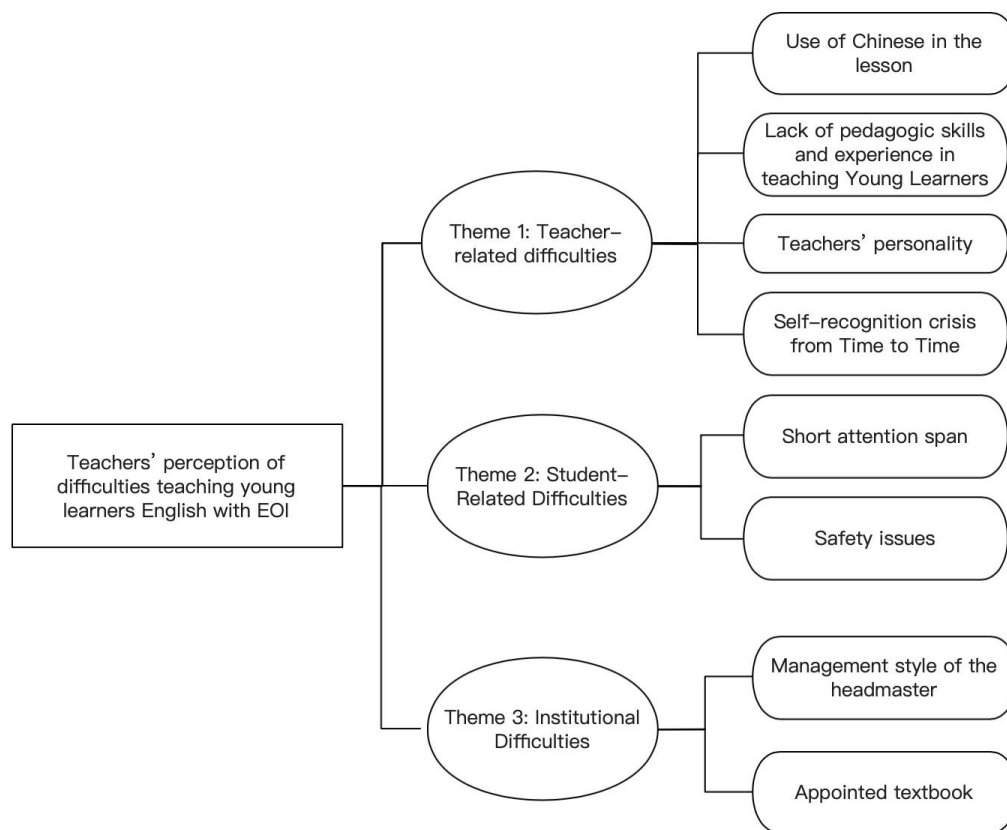 Teachers’ perception of
difficulties teaching young
learners English with EOI
Theme 1: Teacher–
related difficulties
Use of Chinese in the
lesson
Lack of pedagogic skills
and experience in
teaching Young Learners
Teachers’ personality
Self–recognition crisis
from Time to Time
Theme 2: Student–
Related Difficulties
Short attention span
Safety issues
Theme 3: Institutional
Difficulties
Management style of the
headmaster
Appointed textbook